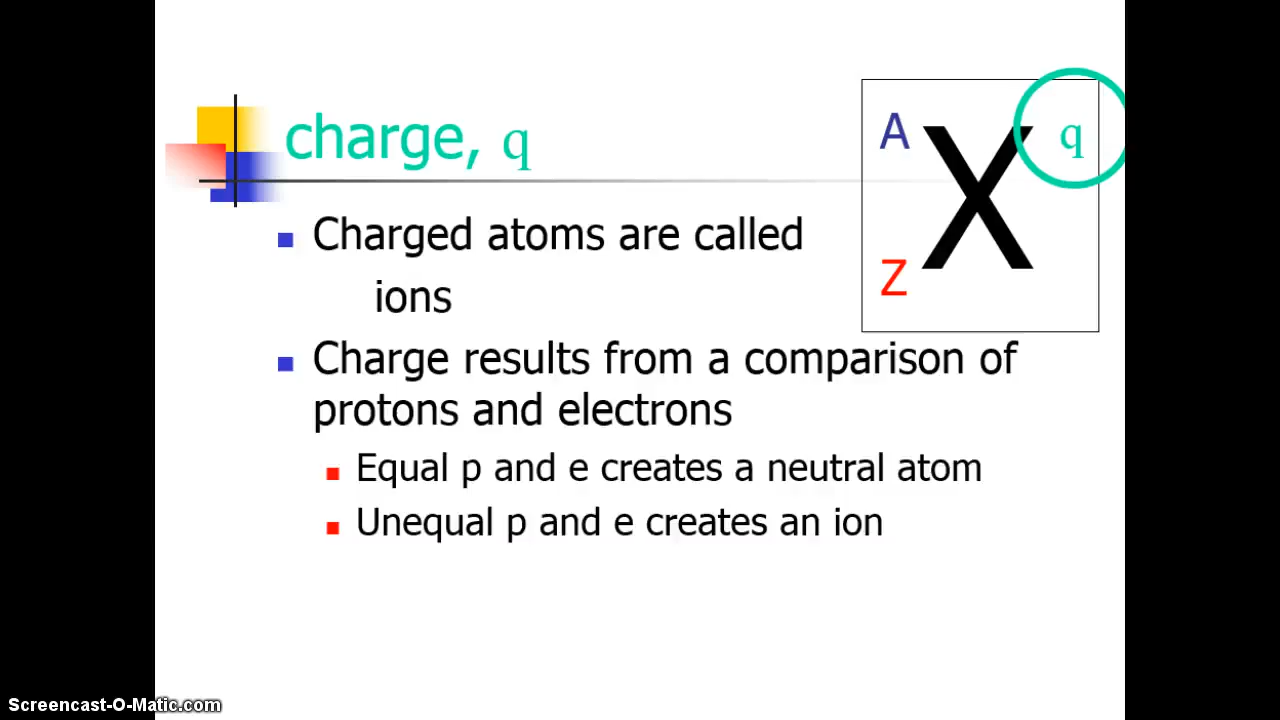 charge, q
A
X
q
Z
Charged atoms are called
ions
Charge results from a comparison of
protons and electrons
Equal p and e creates a neutral atom
Unequal p and e creates an ion
Screencast-O-Matic.com